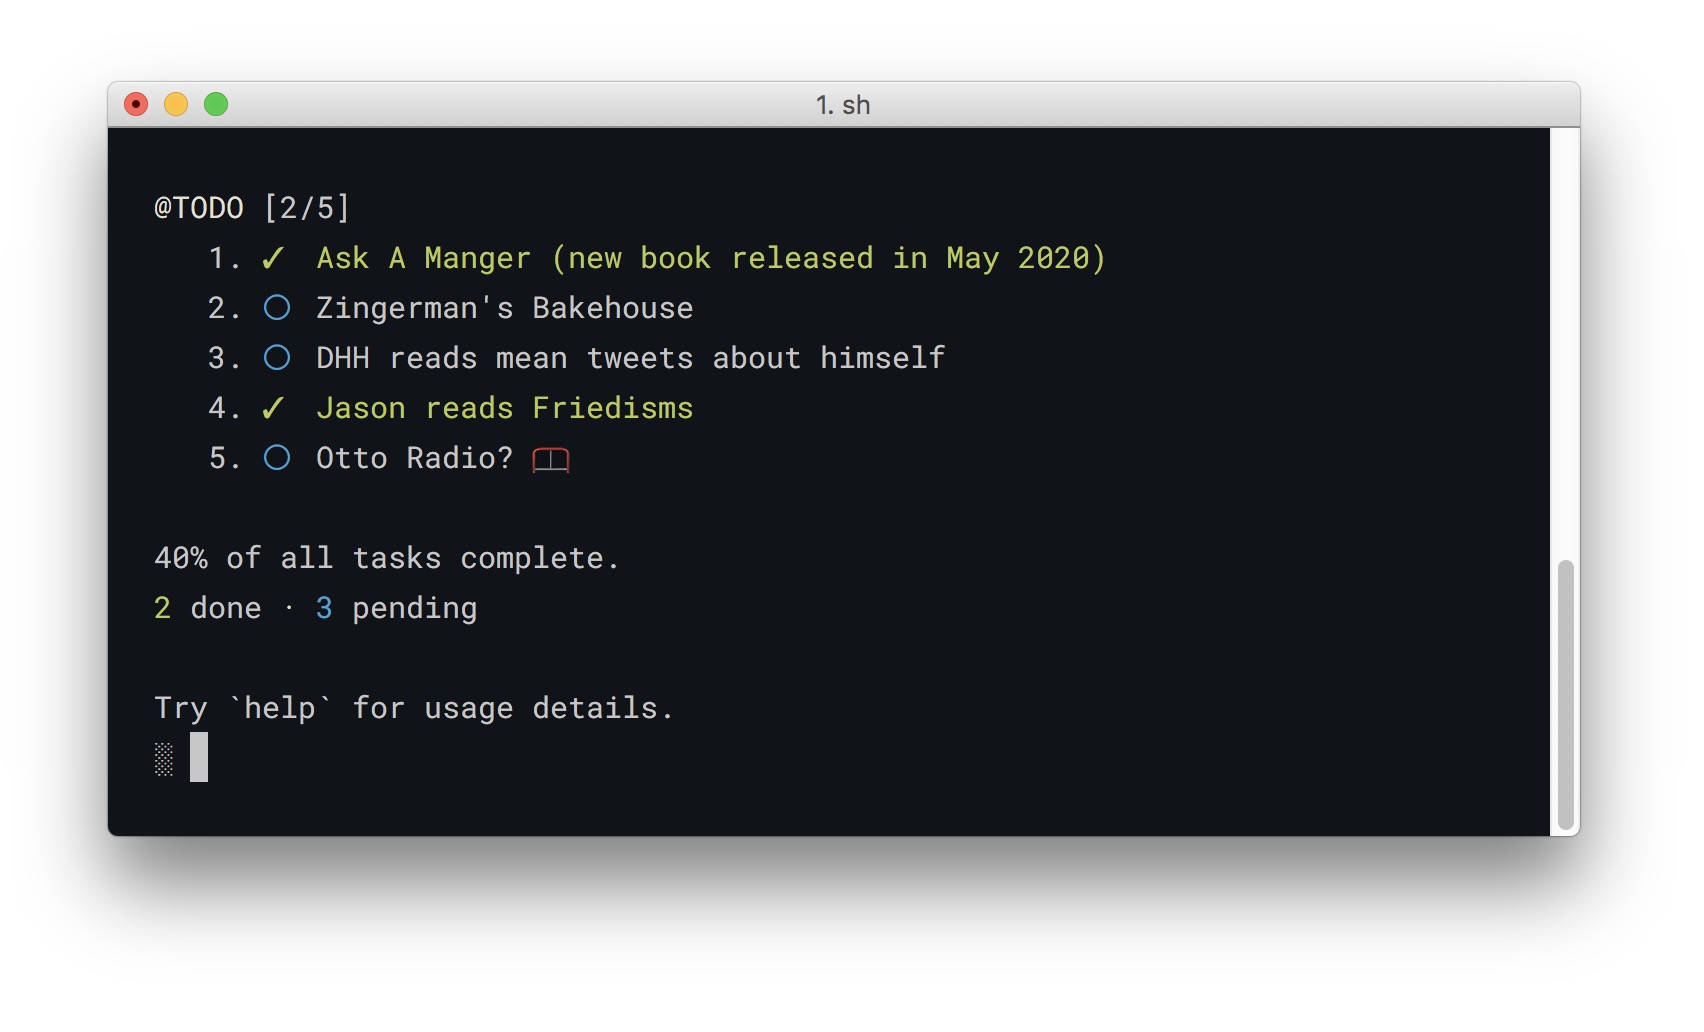 1. sh
@TODO [2/5]
1. ✓ Ask A Manger (new book released in May 2020)
2. ○ Zingerman's Bakehouse
3. ○ DHH reads mean tweets about himself
4. ✓ Jason reads Friedisms
5. ○ Otto Radio? 📖
40% of all tasks complete.
2 done · 3 pending
Try `help` for usage details.
░